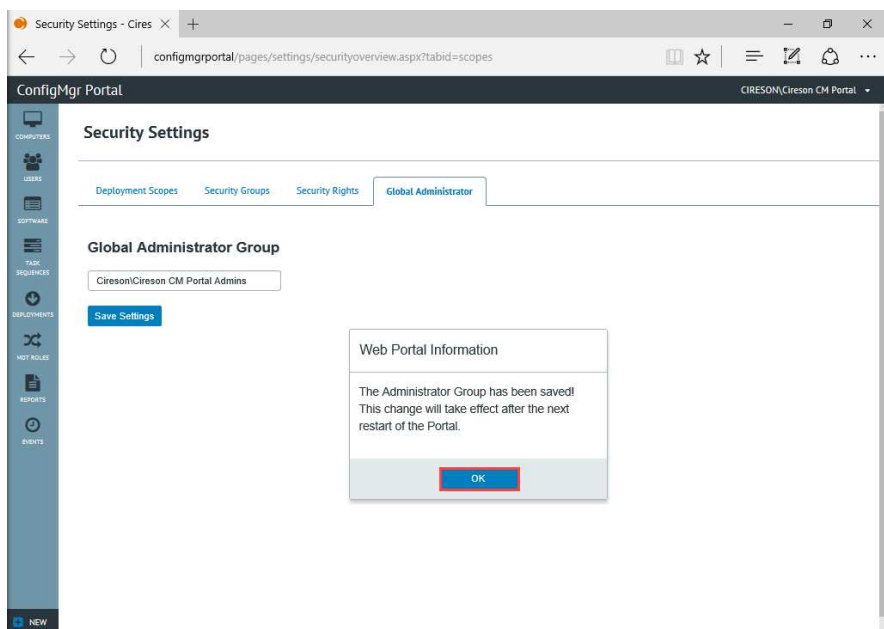 Security Settings - Cires
configmgrportal/pages/settings/securityoverview.aspx?tabid=scopes
ConfigMgr Portal
CIRESON\Cireson CM Portal
COMPUTERS
USERS
SOFTWARE
TASK
SEQUENCES
DEPLOYMENTS
MDT ROLES
REPORTS
EVENTS
NEW
Security Settings
Deployment Scopes Security Groups Security Rights Global Administrator
Global Administrator Group
Cireson\Cireson CM Portal Admins
Save Settings
Web Portal Information
The Administrator Group has been saved!
This change will take effect after the next
restart of the Portal.
OK